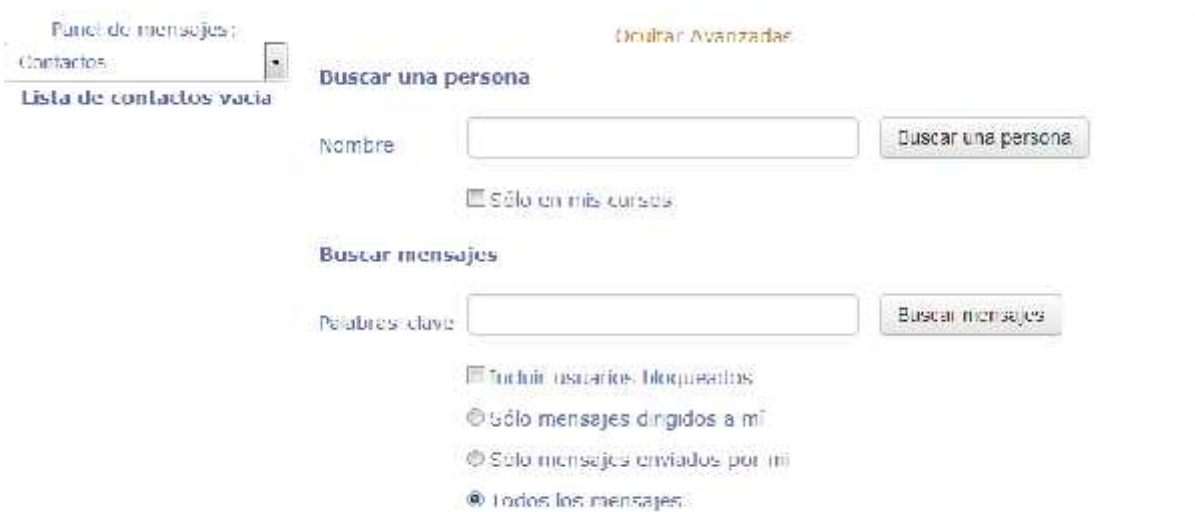 Panel de mensajes:
Contactos
Lista de contactos vacía
Ocultar Avanzadas
Buscar una persona
Nombre
Buscar una persona
Sólo en mis cursos
Buscar mensajes
Palabras clave
Buscar mensajes
Incluir usuarios bloqueados
Sólo mensajes dirigidos a mí
Sólo mensajes enviados por mí
Todos los mensajes